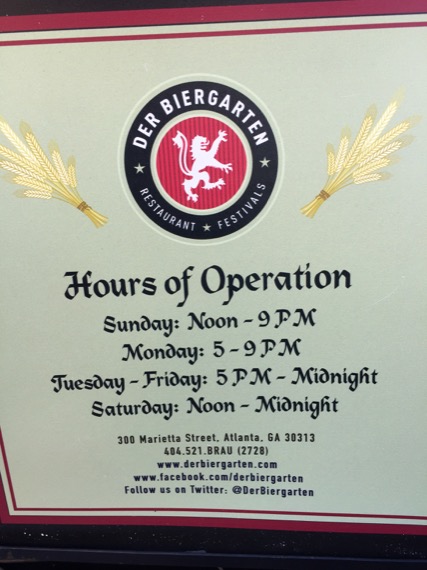 DER BIERGARTEN
RESTAURANT ★ FESTIVALS
Hours of Operation
Sunday: Noon - 9 PM
Monday: 5 - 9 PM
Tuesday - Friday: 5 PM - Midnight
Saturday: Noon - Midnight
300 Marietta Street, Atlanta, GA 30313
404.521.BRAU (2728)
www.derbiergarten.com
www.facebook.com/derbiergarten
Follow us on Twitter: @DerBiergarten